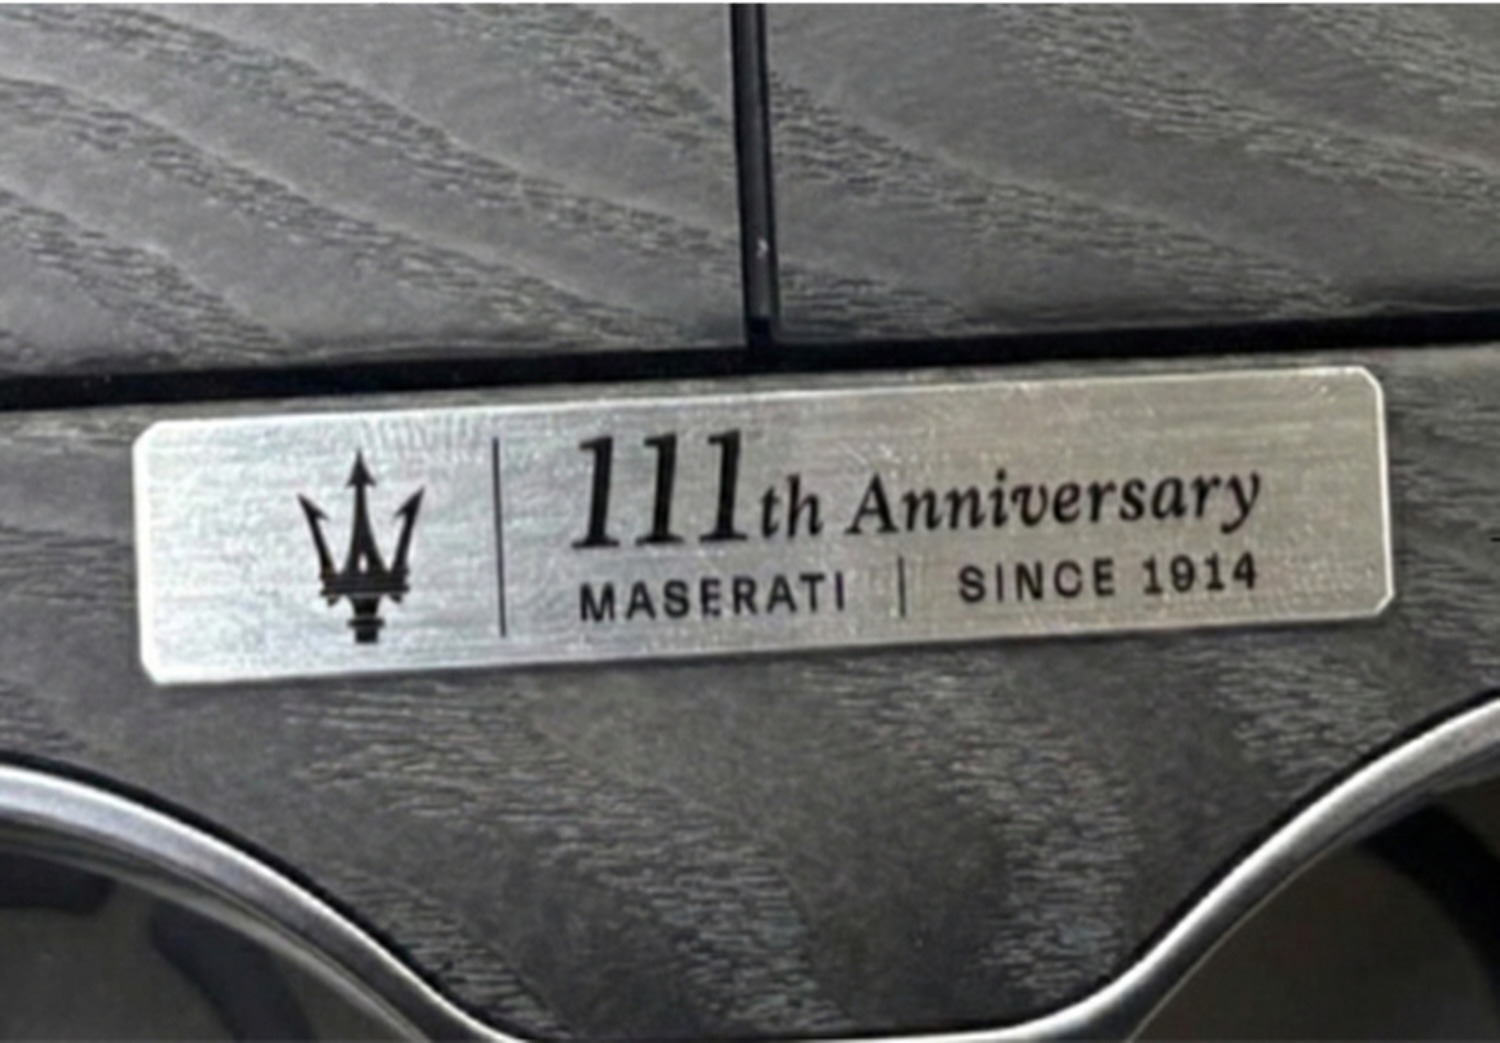 111th Anniversary
MASERATI | SINCE 1914